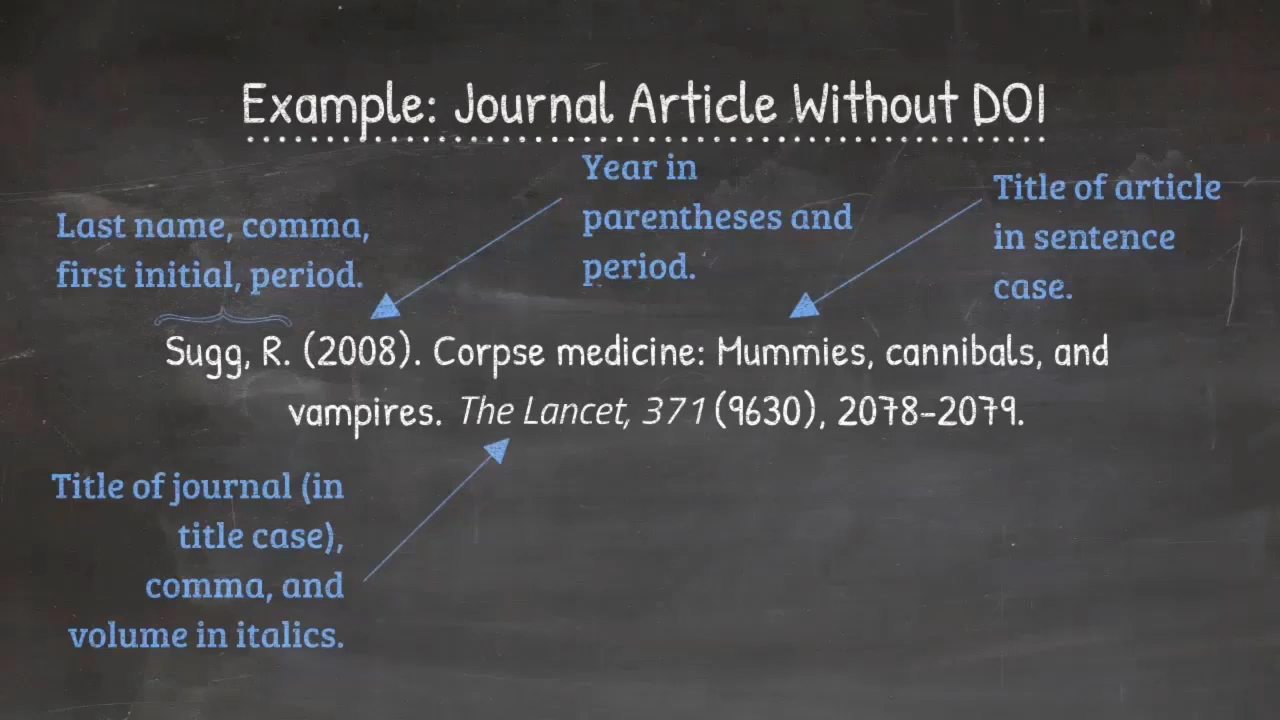 Example: Journal Article Without DOI
Last name, comma,
first initial, period.
Year in
parentheses and
period.
Title of article
in sentence
case.
Sugg, R. (2008). Corpse medicine: Mummies, cannibals, and
vampires. The Lancet, 371 (9630), 2078-2079.
Title of journal (in
title case),
comma, and
volume in italics.